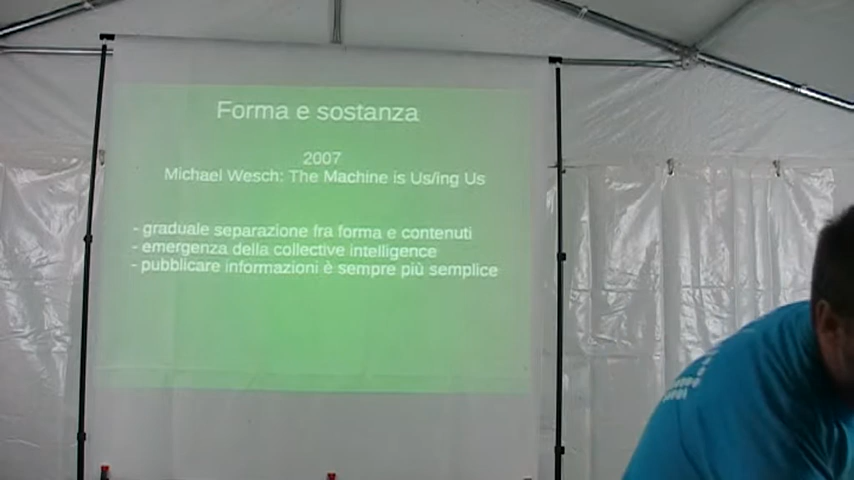 Forma e sostanza
2007
Michael Wesch: The Machine is Us/ing Us
- graduale separazione fra forma e contenuti
- emergenza della collective intelligence
- pubblicare informazioni è sempre più semplice